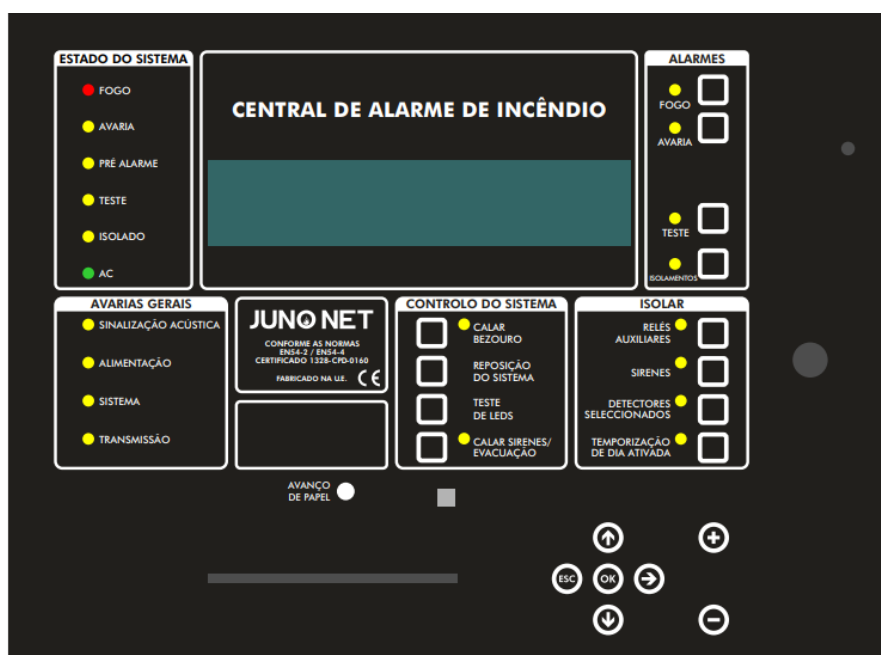 ESTADO DO SISTEMA
FOGO
AVARIA
PRÉ ALARME
TESTE
ISOLADO
AC
CENTRAL DE ALARME DE INCÊNDIO
ALARMES
FOGO
AVARIA
TESTE
ISOLAMENTOS
AVARIAS GERAIS
SINALIZAÇÃO ACÚSTICA
ALIMENTAÇÃO
SISTEMA
TRANSMISSÃO
JUNO NET
CONFORME AS NORMAS
EN54-2 / EN54-4
CERTIFICADO 1328-CPD-0160
FABRICADO NA U.E. CE
CONTROLO DO SISTEMA
CALAR
BEZOURO
REPOSIÇÃO
DO SISTEMA
TESTE
DE LEDS
CALAR SIRENES/
EVACUAÇÃO
ISOLAR
RELÉS
AUXILIARES
SIRENES
DETECTORES
SELECCIONADOS
TEMPORIZAÇÃO
DE DIA ATIVADA
AVANÇO
DE PAPEL
ESC
OK